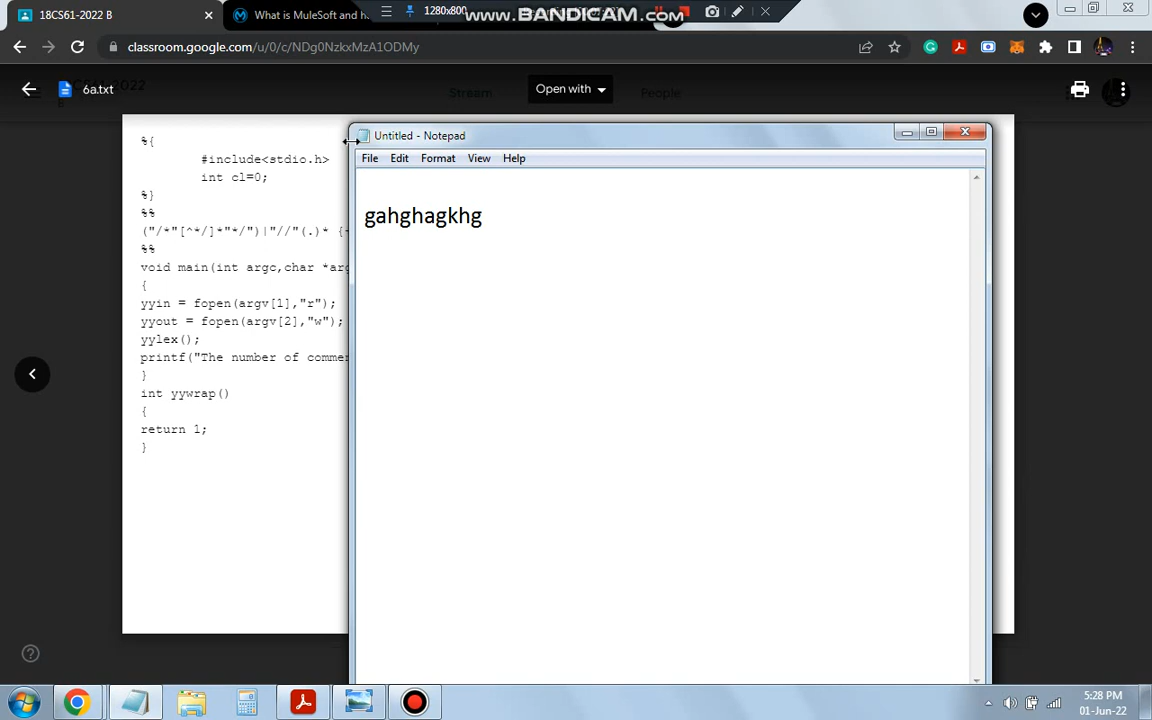 18CS61-2022 B
What is MuleSoft and h
1280x800
www.BANDICAM.com
classroom.google.com/u/0/c/NDg0NzkxMzA1ODMy
6a.txt
Open with
Stream
People
%{
#include<stdio.h>
int cl=0;
%}
%%
("/*"[^*/]*"*/")|"//"(.)* {
%%
void main(int argc,char *arg
{
yyin = fopen(argv[1],"r");
yyout = fopen(argv[2],"w");
yylex();
printf("The number of commen
}
int yywrap()
{
return 1;
}
Untitled - Notepad
File Edit Format View Help
gahghagkhg
5:28 PM
01-Jun-22